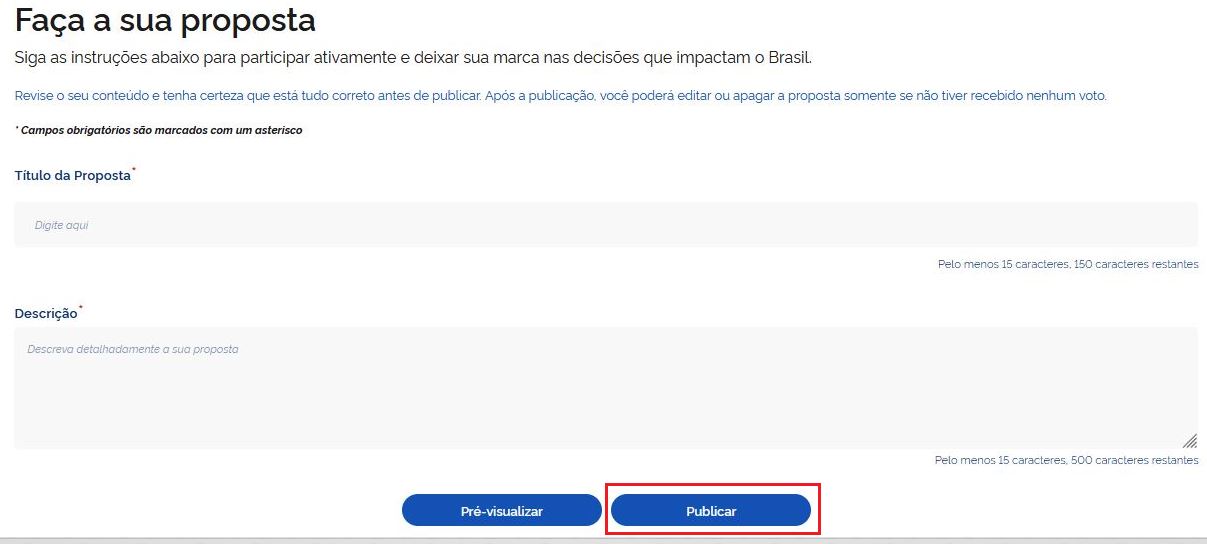 Faça a sua proposta
Siga as instruções abaixo para participar ativamente e deixar sua marca nas decisões que impactam o Brasil.
Revise o seu conteúdo e tenha certeza que está tudo correto antes de publicar. Após a publicação, você poderá editar ou apagar a proposta somente se não tiver recebido nenhum voto.
* Campos obrigatórios são marcados com um asterisco
Título da Proposta*
Digite aqui
Pelo menos 15 caracteres, 150 caracteres restantes
Descrição*
Descreva detalhadamente a sua proposta
Pelo menos 15 caracteres, 500 caracteres restantes
Pré-visualizar
Publicar